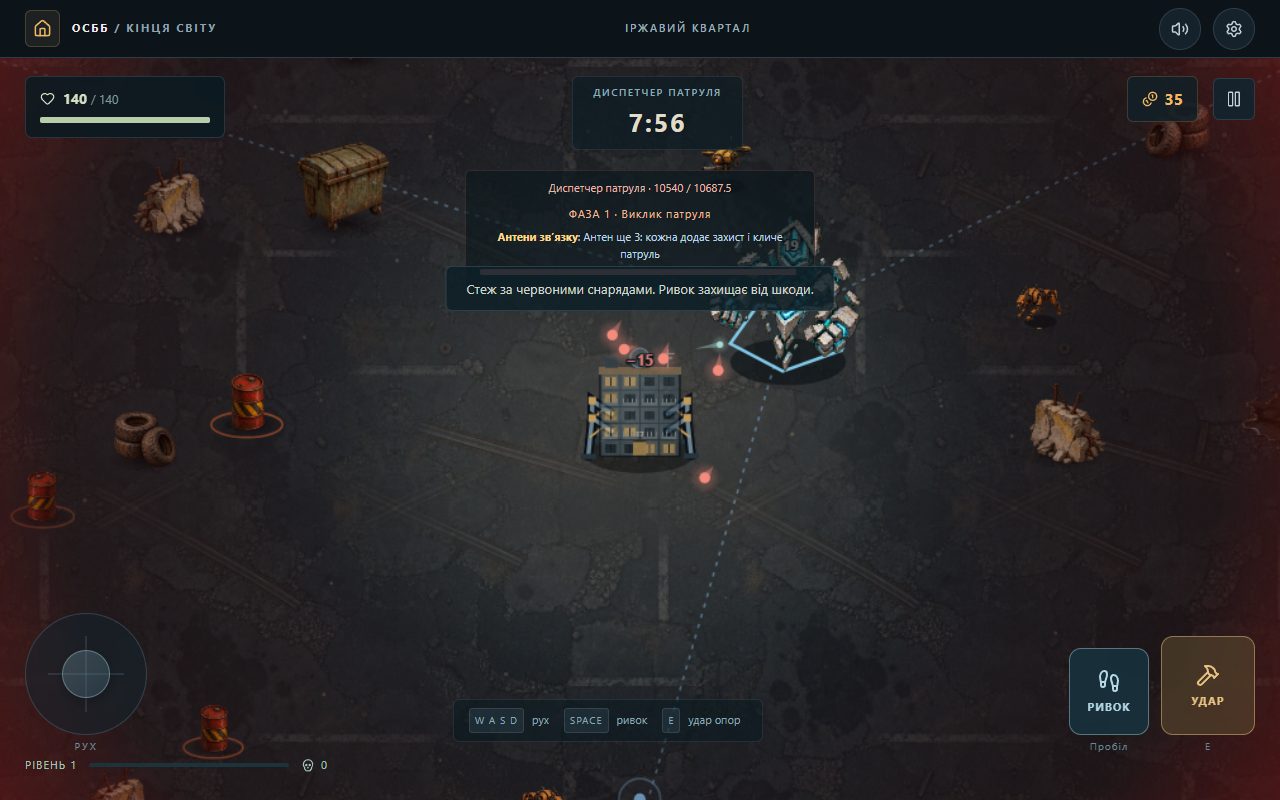 ОСББ / КІНЦЯ СВІТУ
ІРЖАВИЙ КВАРТАЛ
140 / 140
ДИСПЕТЧЕР ПАТРУЛЯ
7:56
35
Диспетчер патруля · 10540 / 10687.5
ФАЗА 1 · Виклик патруля
Антени зв’язку: Антен ще 3: кожна додає захист і кличе
патруль
19
Стеж за червоними снарядами. Ривок захищає від шкоди.
−15
РИВОК
УДАР
W A S D рух SPACE ривок E удар опор
РУХ
Пробіл
E
РІВЕНЬ 1
0